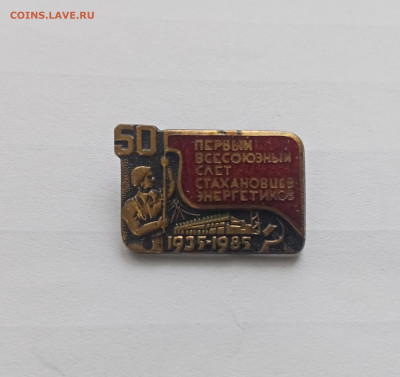 COINS.LAVE.RU
50
ПЕРВЫЙ
ВСЕСОЮЗНЫЙ
СЛЕТ
СТАХАНОВЦЕВ
ЭНЕРГЕТИКОВ
1935-1985